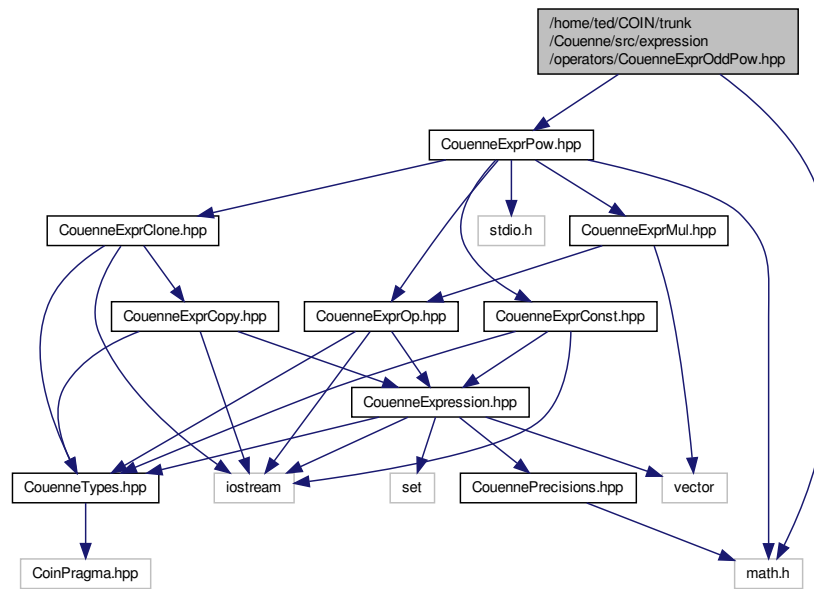 /home/ted/COIN/trunk
/Couenne/src/expression
/operators/CouenneExprOddPow.hpp
CouenneExprPow.hpp
CouenneExprClone.hpp
stdio.h
CouenneExprMul.hpp
CouenneExprCopy.hpp
CouenneExprOp.hpp
CouenneExprConst.hpp
CouenneExpression.hpp
CouenneTypes.hpp
iostream
set
CouennePrecisions.hpp
vector
CoinPragma.hpp
math.h